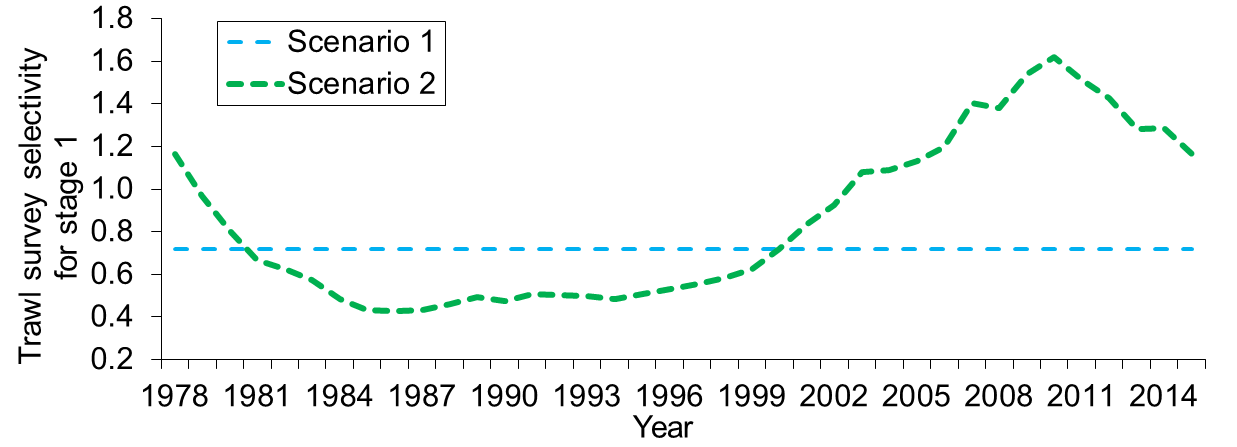 Trawl survey selectivity
for stage 1
1.8
1.6
1.4
1.2
1.0
0.8
0.6
0.4
0.2
Scenario 1
Scenario 2
1978 1981 1984 1987 1990 1993 1996 1999 2002 2005 2008 2011 2014
Year